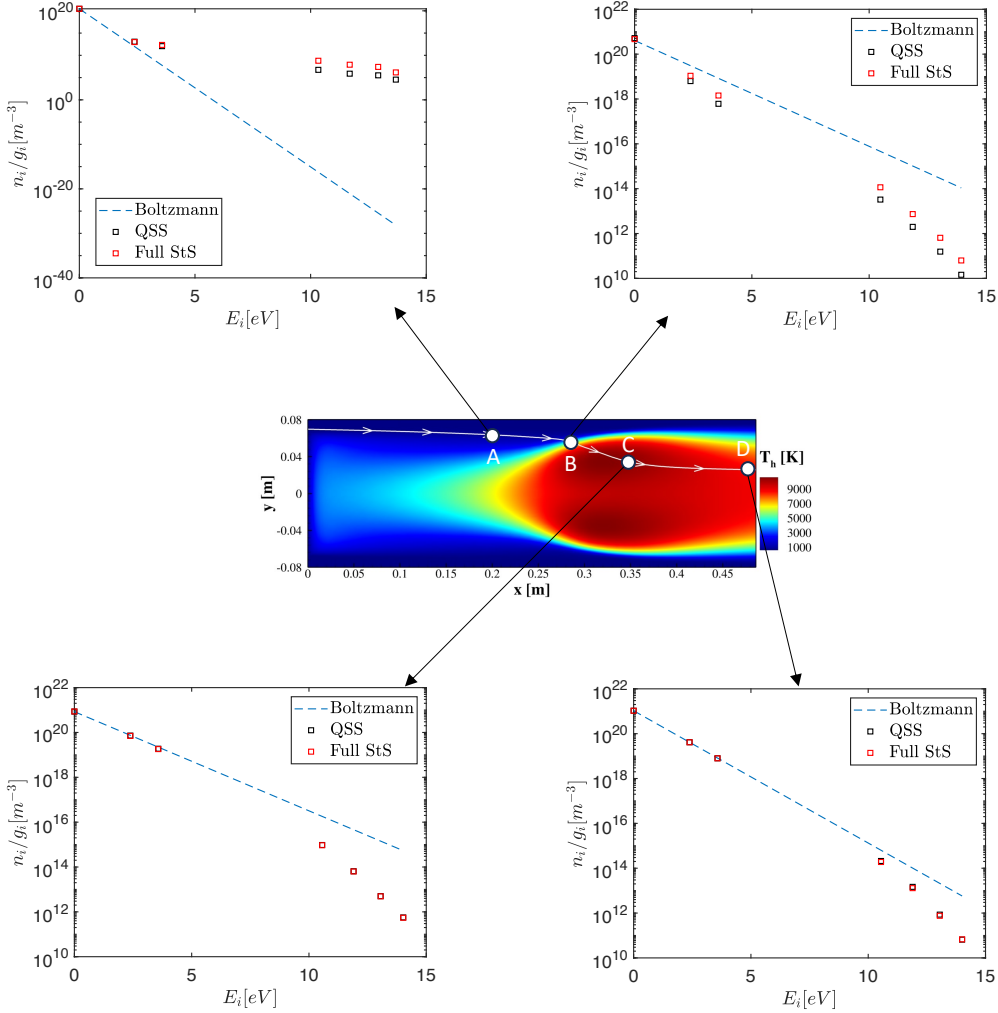 10^20
10^0
10^-20
10^-40
n_i/g_i[m^-3]
Boltzmann
QSS
Full StS
0
5
10
15
E_i[eV]
10^22
10^20
10^18
10^16
10^14
10^12
10^10
n_i/g_i[m^-3]
Boltzmann
QSS
Full StS
0
5
10
15
E_i[eV]
0.08
0.04
0
-0.04
-0.08
y [m]
A
B
C
D
T_h [K]
9000
7000
5000
3000
1000
0
0.05
0.1
0.15
0.2
0.25
0.3
0.35
0.4
0.45
x [m]
10^22
10^20
10^18
10^16
10^14
10^12
10^10
n_i/g_i[m^-3]
Boltzmann
QSS
Full StS
0
5
10
15
E_i[eV]
10^22
10^20
10^18
10^16
10^14
10^12
10^10
n_i/g_i[m^-3]
Boltzmann
QSS
Full StS
0
5
10
15
E_i[eV]